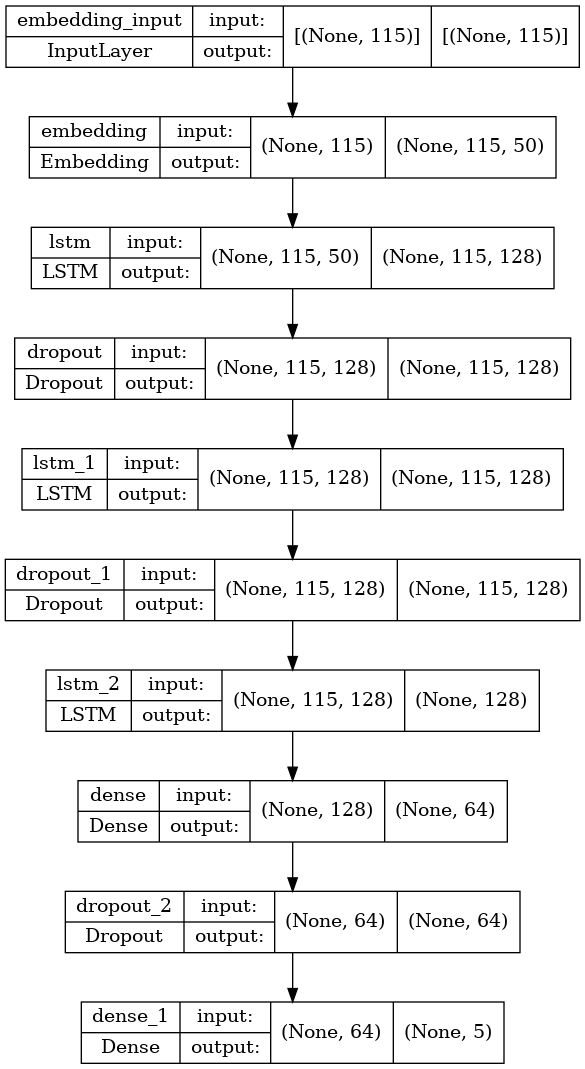 embedding_input input: [(None, 115)] [(None, 115)]
InputLayer output:
embedding input: (None, 115) (None, 115, 50)
Embedding output:
lstm input: (None, 115, 50) (None, 115, 128)
LSTM output:
dropout input: (None, 115, 128) (None, 115, 128)
Dropout output:
lstm_1 input: (None, 115, 128) (None, 115, 128)
LSTM output:
dropout_1 input: (None, 115, 128) (None, 115, 128)
Dropout output:
lstm_2 input: (None, 115, 128) (None, 128)
LSTM output:
dense input: (None, 128) (None, 64)
Dense output:
dropout_2 input: (None, 64) (None, 64)
Dropout output:
dense_1 input: (None, 64) (None, 5)
Dense output: